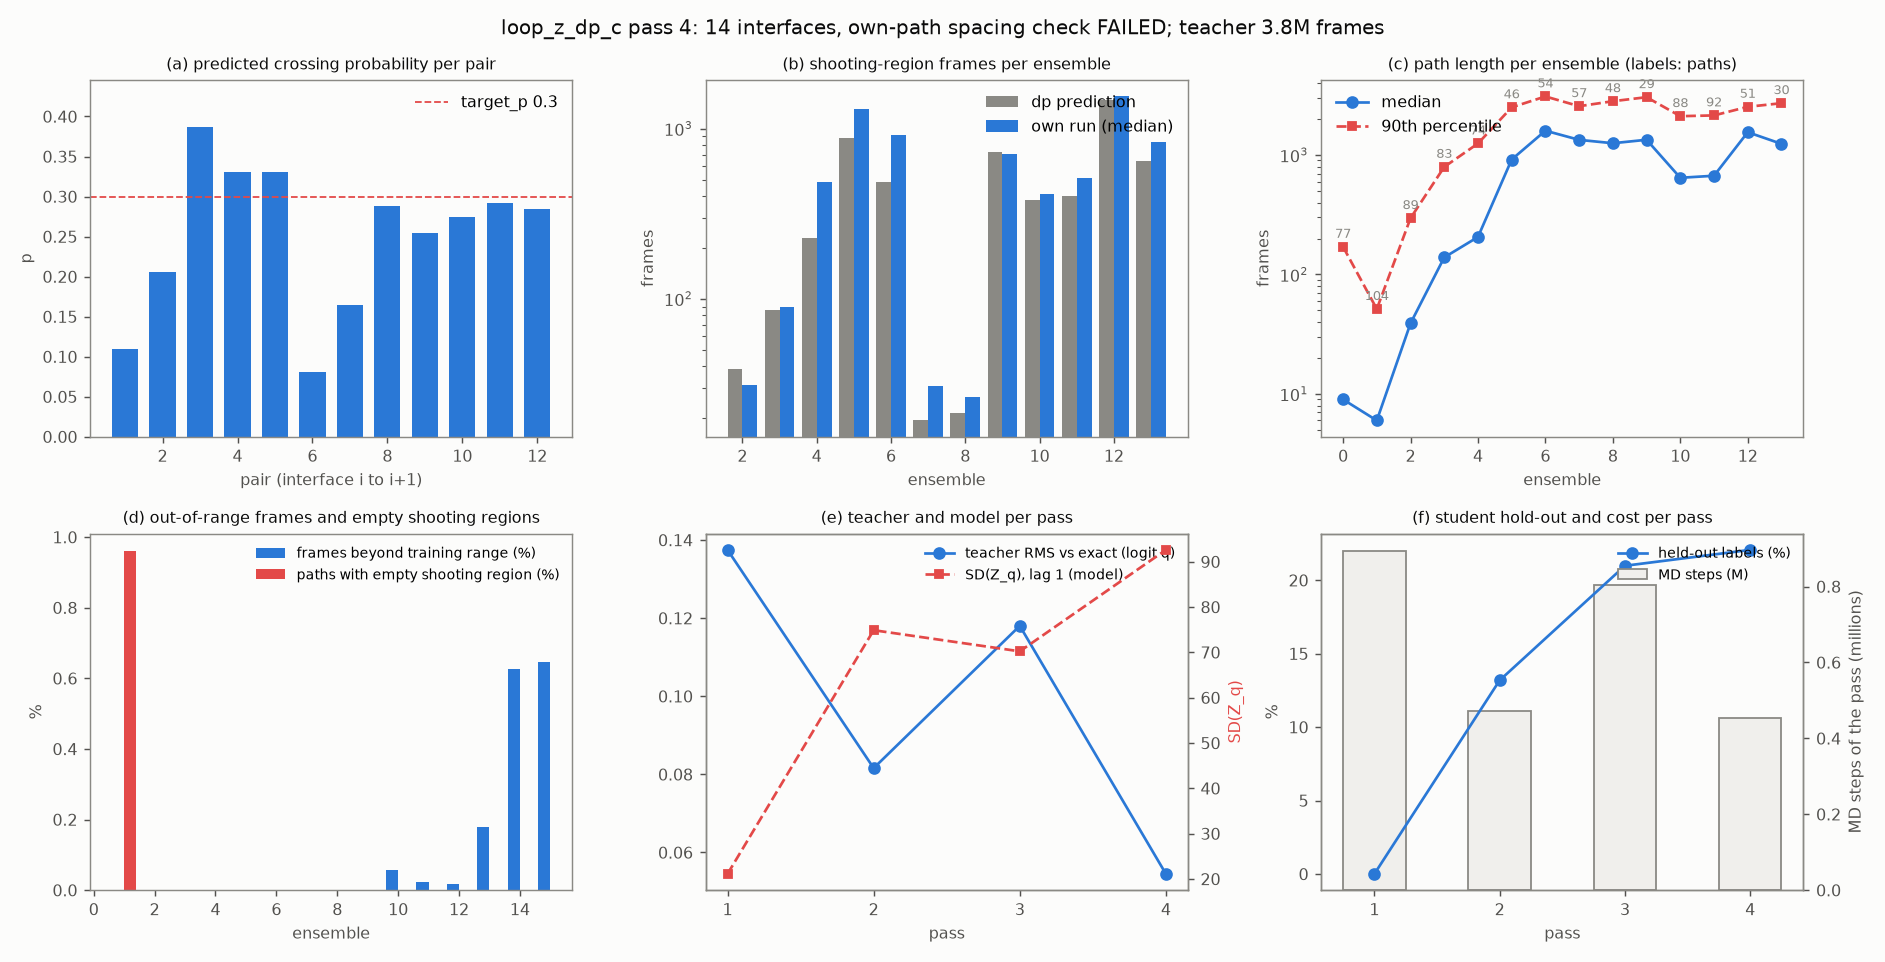 loop_z_dp_c pass 4: 14 interfaces, own-path spacing check FAILED; teacher 3.8M frames
(a) predicted crossing probability per pair
target_p 0.3
0.40
0.35
0.30
0.25
0.20
0.15
0.10
0.05
0.00
p
2 4 6 8 10 12
pair (interface i to i+1)
(b) shooting-region frames per ensemble
dp prediction
own run (median)
10³
10²
frames
2 4 6 8 10 12
ensemble
(c) path length per ensemble (labels: paths)
median
90th percentile
77
104
89
83
46
54
57
48
29
88
92
51
30
10³
10²
10¹
frames
0 2 4 6 8 10 12
ensemble
(d) out-of-range frames and empty shooting regions
frames beyond training range (%)
paths with empty shooting region (%)
1.0
0.8
0.6
0.4
0.2
0.0
%
0 2 4 6 8 10 12 14
ensemble
(e) teacher and model per pass
teacher RMS vs exact (logit q)
SD(Z_q), lag 1 (model)
0.14
0.12
0.10
0.08
0.06
90
80
70
60
50
40
30
20
SD(Z_q)
1 2 3 4
pass
(f) student hold-out and cost per pass
held-out labels (%)
MD steps (M)
20
15
10
5
0
%
0.8
0.6
0.4
0.2
0.0
MD steps of the pass (millions)
1 2 3 4
pass